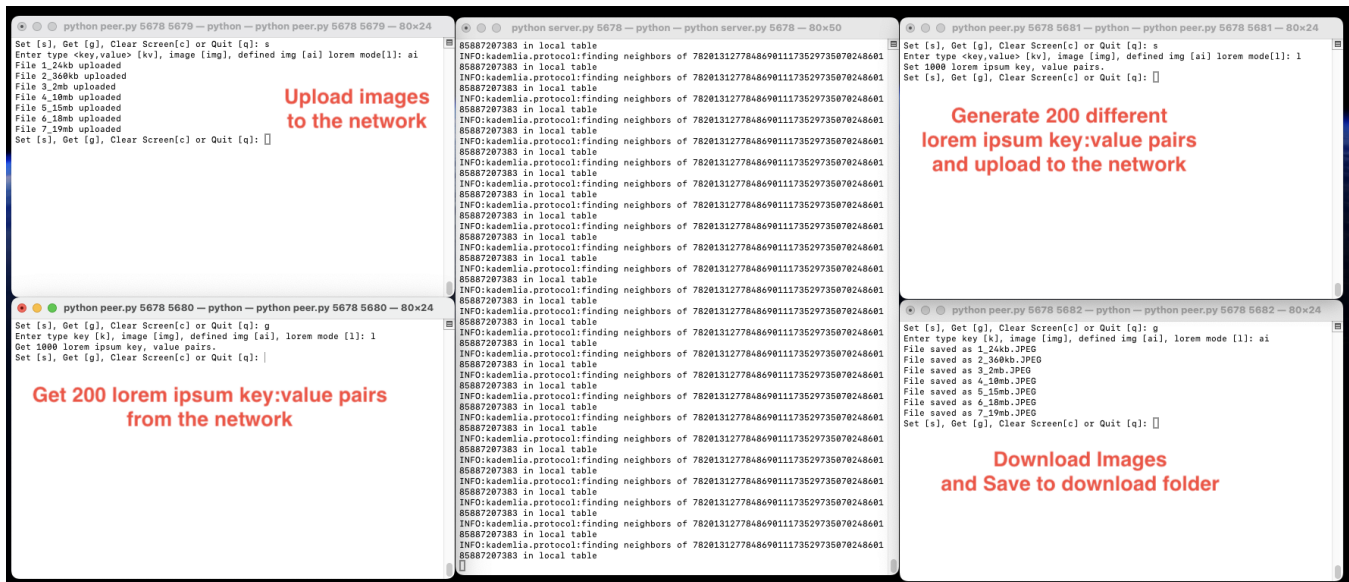 python peer.py 5678 5679 — python — python peer.py 5678 5679 — 80×24
Set [s], Get [g], Clear Screen[c] or Quit [q]: s
Enter type <key,value> [kv], image [img], defined img [ai] lorem mode[l]: ai
File 1_24kb uploaded
File 2_360kb uploaded
File 3_2mb uploaded
File 4_10mb uploaded
File 5_15mb uploaded
File 6_18mb uploaded
File 7_19mb uploaded
Set [s], Get [g], Clear Screen[c] or Quit [q]:
Upload images
to the network
python peer.py 5678 5680 — python — python peer.py 5678 5680 — 80×24
Set [s], Get [g], Clear Screen[c] or Quit [q]: g
Enter type key [k], image [img], defined img [ai], lorem mode [l]: l
Get 1000 lorem ipsum key, value pairs.
Set [s], Get [g], Clear Screen[c] or Quit [q]:
Get 200 lorem ipsum key:value pairs
from the network
python server.py 5678 — python — python server.py 5678 — 80×50
85887207383 in local table
INFO:kademlia.protocol:finding neighbors of 782013127784869011173529735070248601
85887207383 in local table
INFO:kademlia.protocol:finding neighbors of 782013127784869011173529735070248601
85887207383 in local table
INFO:kademlia.protocol:finding neighbors of 782013127784869011173529735070248601
85887207383 in local table
INFO:kademlia.protocol:finding neighbors of 782013127784869011173529735070248601
85887207383 in local table
INFO:kademlia.protocol:finding neighbors of 782013127784869011173529735070248601
85887207383 in local table
INFO:kademlia.protocol:finding neighbors of 782013127784869011173529735070248601
85887207383 in local table
INFO:kademlia.protocol:finding neighbors of 782013127784869011173529735070248601
85887207383 in local table
INFO:kademlia.protocol:finding neighbors of 782013127784869011173529735070248601
85887207383 in local table
INFO:kademlia.protocol:finding neighbors of 782013127784869011173529735070248601
85887207383 in local table
INFO:kademlia.protocol:finding neighbors of 782013127784869011173529735070248601
85887207383 in local table
INFO:kademlia.protocol:finding neighbors of 782013127784869011173529735070248601
85887207383 in local table
INFO:kademlia.protocol:finding neighbors of 782013127784869011173529735070248601
85887207383 in local table
INFO:kademlia.protocol:finding neighbors of 782013127784869011173529735070248601
85887207383 in local table
INFO:kademlia.protocol:finding neighbors of 782013127784869011173529735070248601
85887207383 in local table
INFO:kademlia.protocol:finding neighbors of 782013127784869011173529735070248601
85887207383 in local table
INFO:kademlia.protocol:finding neighbors of 782013127784869011173529735070248601
85887207383 in local table
INFO:kademlia.protocol:finding neighbors of 782013127784869011173529735070248601
85887207383 in local table
INFO:kademlia.protocol:finding neighbors of 782013127784869011173529735070248601
85887207383 in local table
INFO:kademlia.protocol:finding neighbors of 782013127784869011173529735070248601
85887207383 in local table
INFO:kademlia.protocol:finding neighbors of 782013127784869011173529735070248601
85887207383 in local table
INFO:kademlia.protocol:finding neighbors of 782013127784869011173529735070248601
85887207383 in local table
INFO:kademlia.protocol:finding neighbors of 782013127784869011173529735070248601
85887207383 in local table
INFO:kademlia.protocol:finding neighbors of 782013127784869011173529735070248601
85887207383 in local table
INFO:kademlia.protocol:finding neighbors of 782013127784869011173529735070248601
85887207383 in local table
python peer.py 5678 5681 — python — python peer.py 5678 5681 — 80×24
Set [s], Get [g], Clear Screen[c] or Quit [q]: s
Enter type <key,value> [kv], image [img], defined img [ai] lorem mode[l]: l
Set 1000 lorem ipsum key, value pairs.
Set [s], Get [g], Clear Screen[c] or Quit [q]:
Generate 200 different
lorem ipsum key:value pairs
and upload to the network
python peer.py 5678 5682 — python — python peer.py 5678 5682 — 80×24
Set [s], Get [g], Clear Screen[c] or Quit [q]: g
Enter type key [k], image [img], defined img [ai], lorem mode [l]: ai
File saved as 1_24kb.JPEG
File saved as 2_360kb.JPEG
File saved as 3_2mb.JPEG
File saved as 4_10mb.JPEG
File saved as 5_15mb.JPEG
File saved as 6_18mb.JPEG
File saved as 7_19mb.JPEG
Set [s], Get [g], Clear Screen[c] or Quit [q]:
Download Images
and Save to download folder